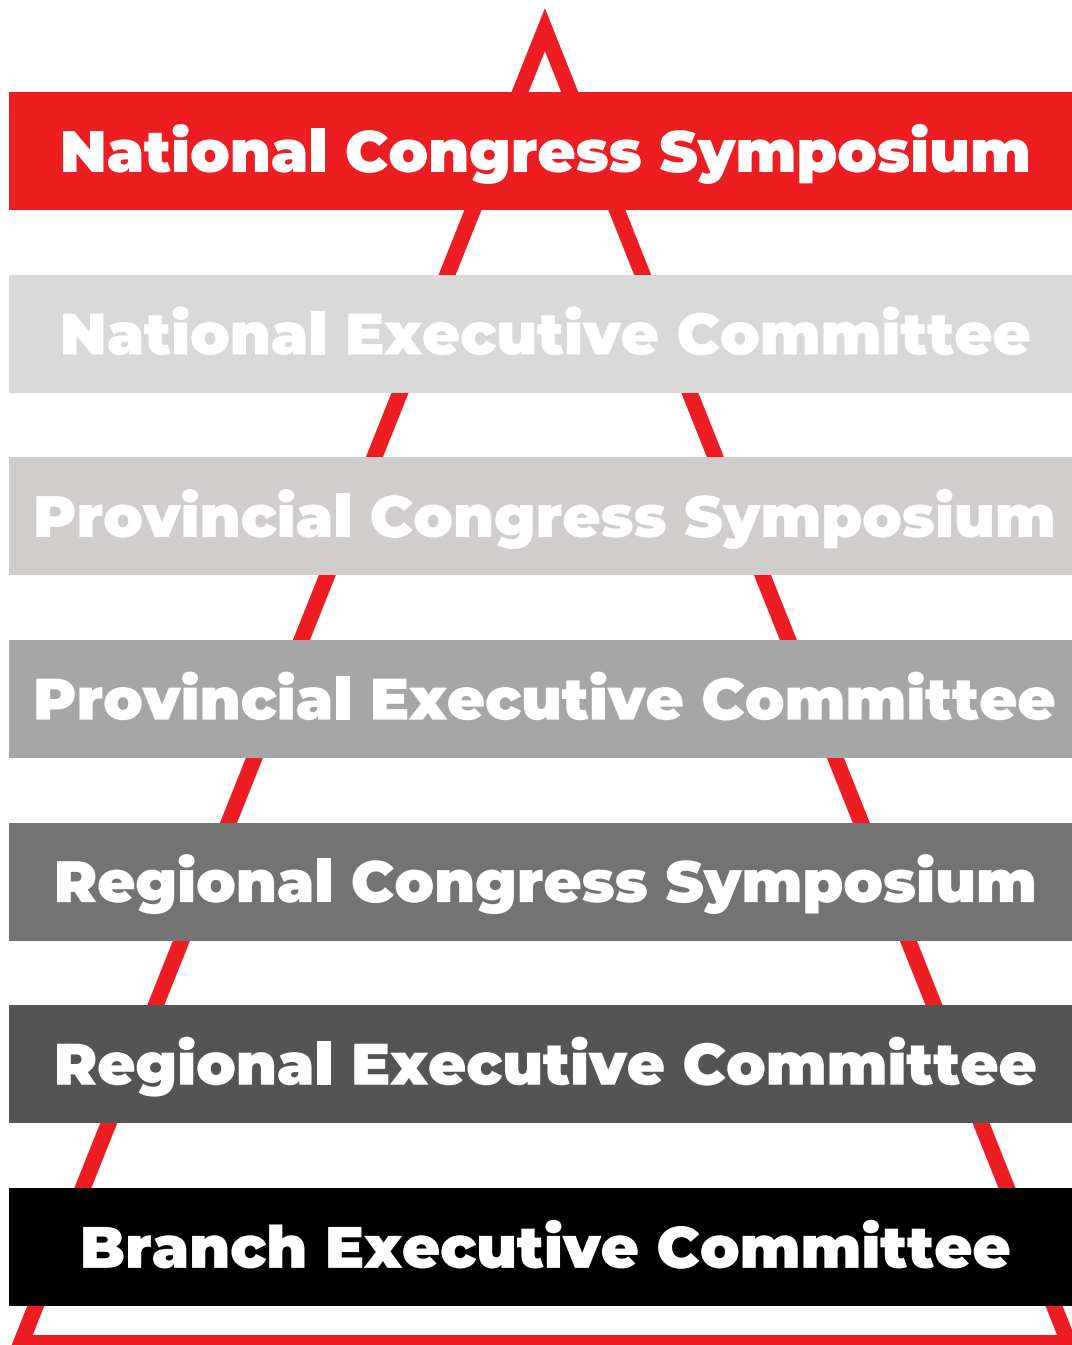 National Congress Symposium
National Executive Committee
Provincial Congress Symposium
Provincial Executive Committee
Regional Congress Symposium
Regional Executive Committee
Branch Executive Committee